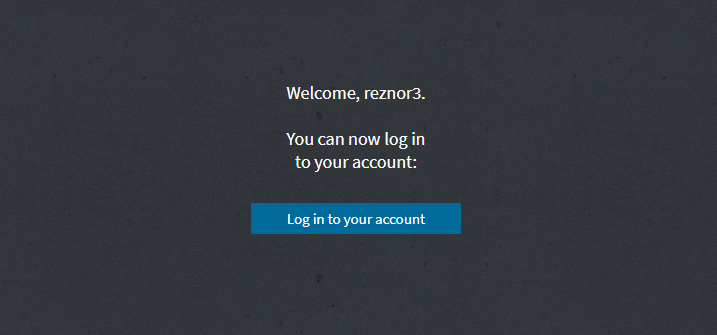 Welcome, reznor3.
You can now log in
to your account:
Log in to your account